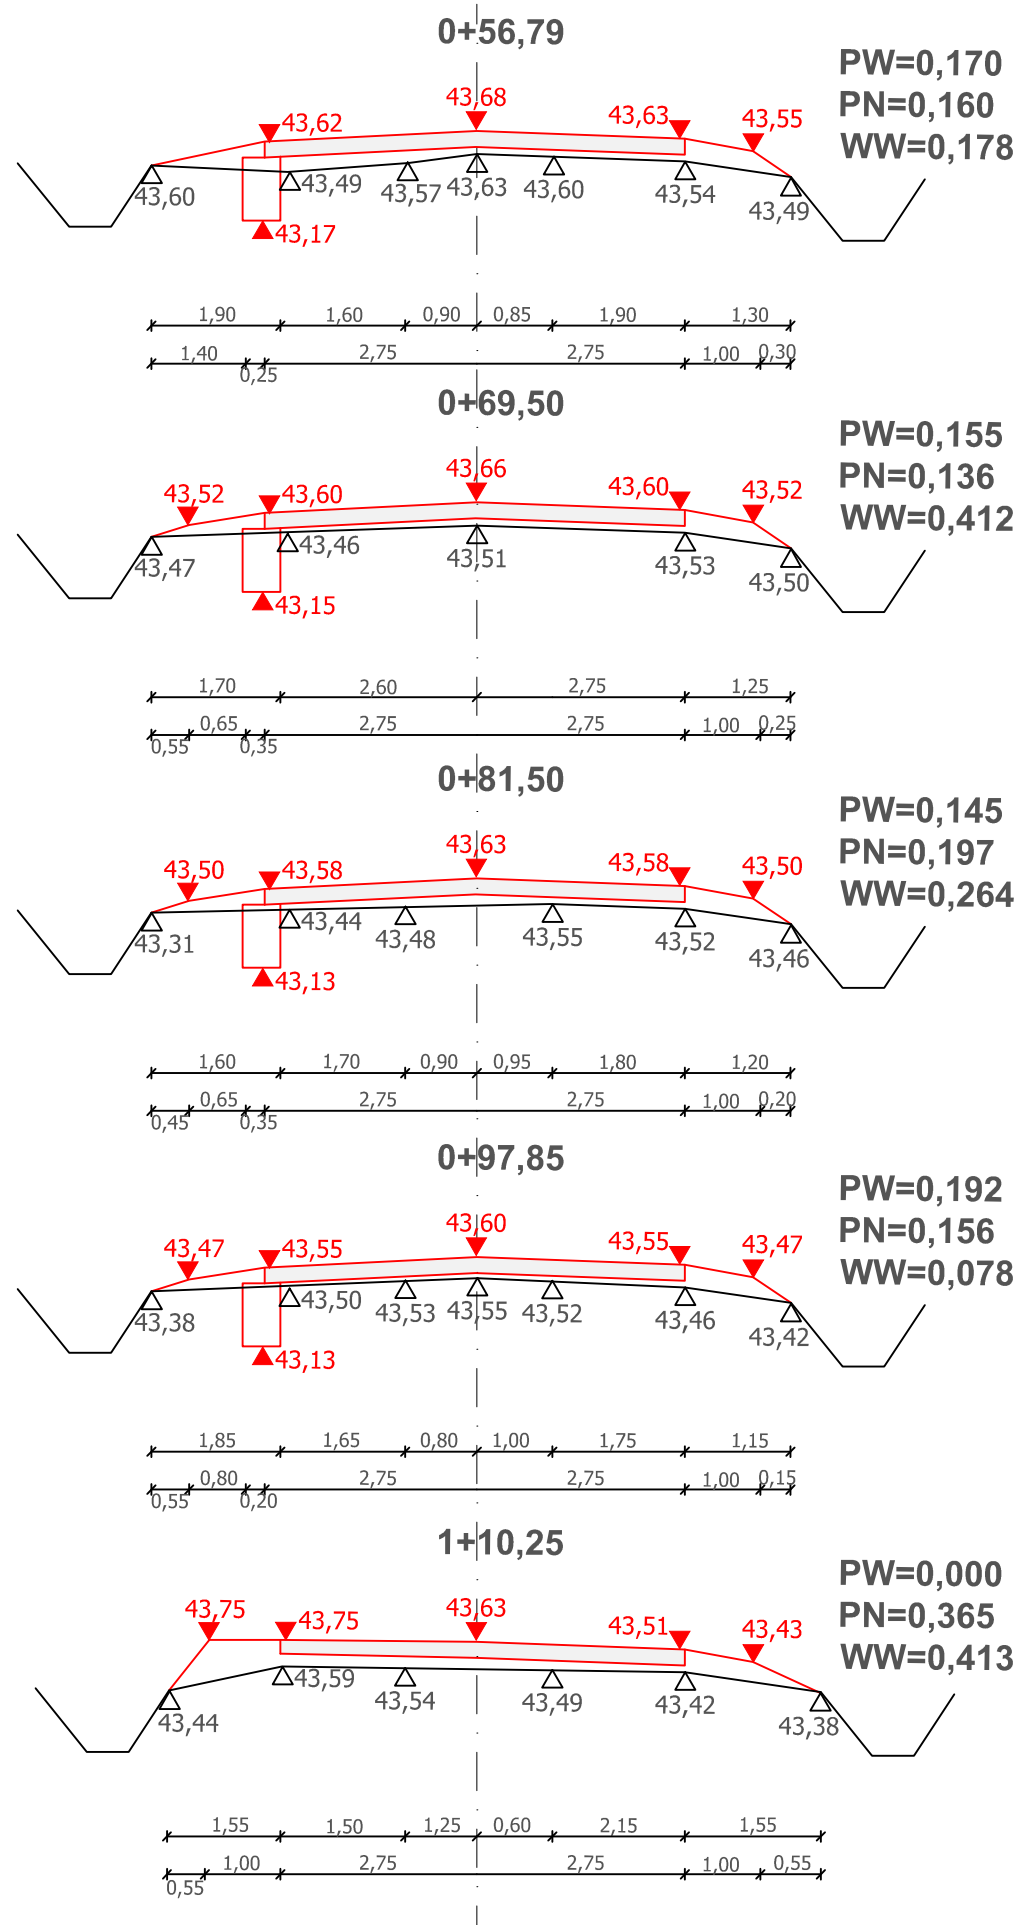 0+56,79
PW=0,170
PN=0,160
WW=0,178
43,62 43,68 43,63 43,55
43,60 43,49 43,57 43,63 43,60 43,54 43,49
43,17
1,90 1,60 0,90 0,85 1,90 1,30
1,40 0,25 2,75 2,75 1,00 0,30
0+69,50
PW=0,155
PN=0,136
WW=0,412
43,52 43,60 43,66 43,60 43,52
43,47 43,46 43,51 43,53 43,50
43,15
1,70 2,60 2,75 1,25
0,55 0,65 0,35 2,75 2,75 1,00 0,25
0+81,50
PW=0,145
PN=0,197
WW=0,264
43,50 43,58 43,63 43,58 43,50
43,31 43,44 43,48 43,55 43,52 43,46
43,13
1,60 1,70 0,90 0,95 1,80 1,20
0,45 0,65 0,35 2,75 2,75 1,00 0,20
0+97,85
PW=0,192
PN=0,156
WW=0,078
43,47 43,55 43,60 43,55 43,47
43,38 43,50 43,53 43,55 43,52 43,46 43,42
43,13
1,85 1,65 0,80 1,00 1,75 1,15
0,55 0,80 0,20 2,75 2,75 1,00 0,15
1+10,25
PW=0,000
PN=0,365
WW=0,413
43,75 43,75 43,63 43,51 43,43
43,44 43,59 43,54 43,49 43,42 43,38
1,55 1,50 1,25 0,60 2,15 1,55
0,55 1,00 2,75 2,75 1,00 0,55